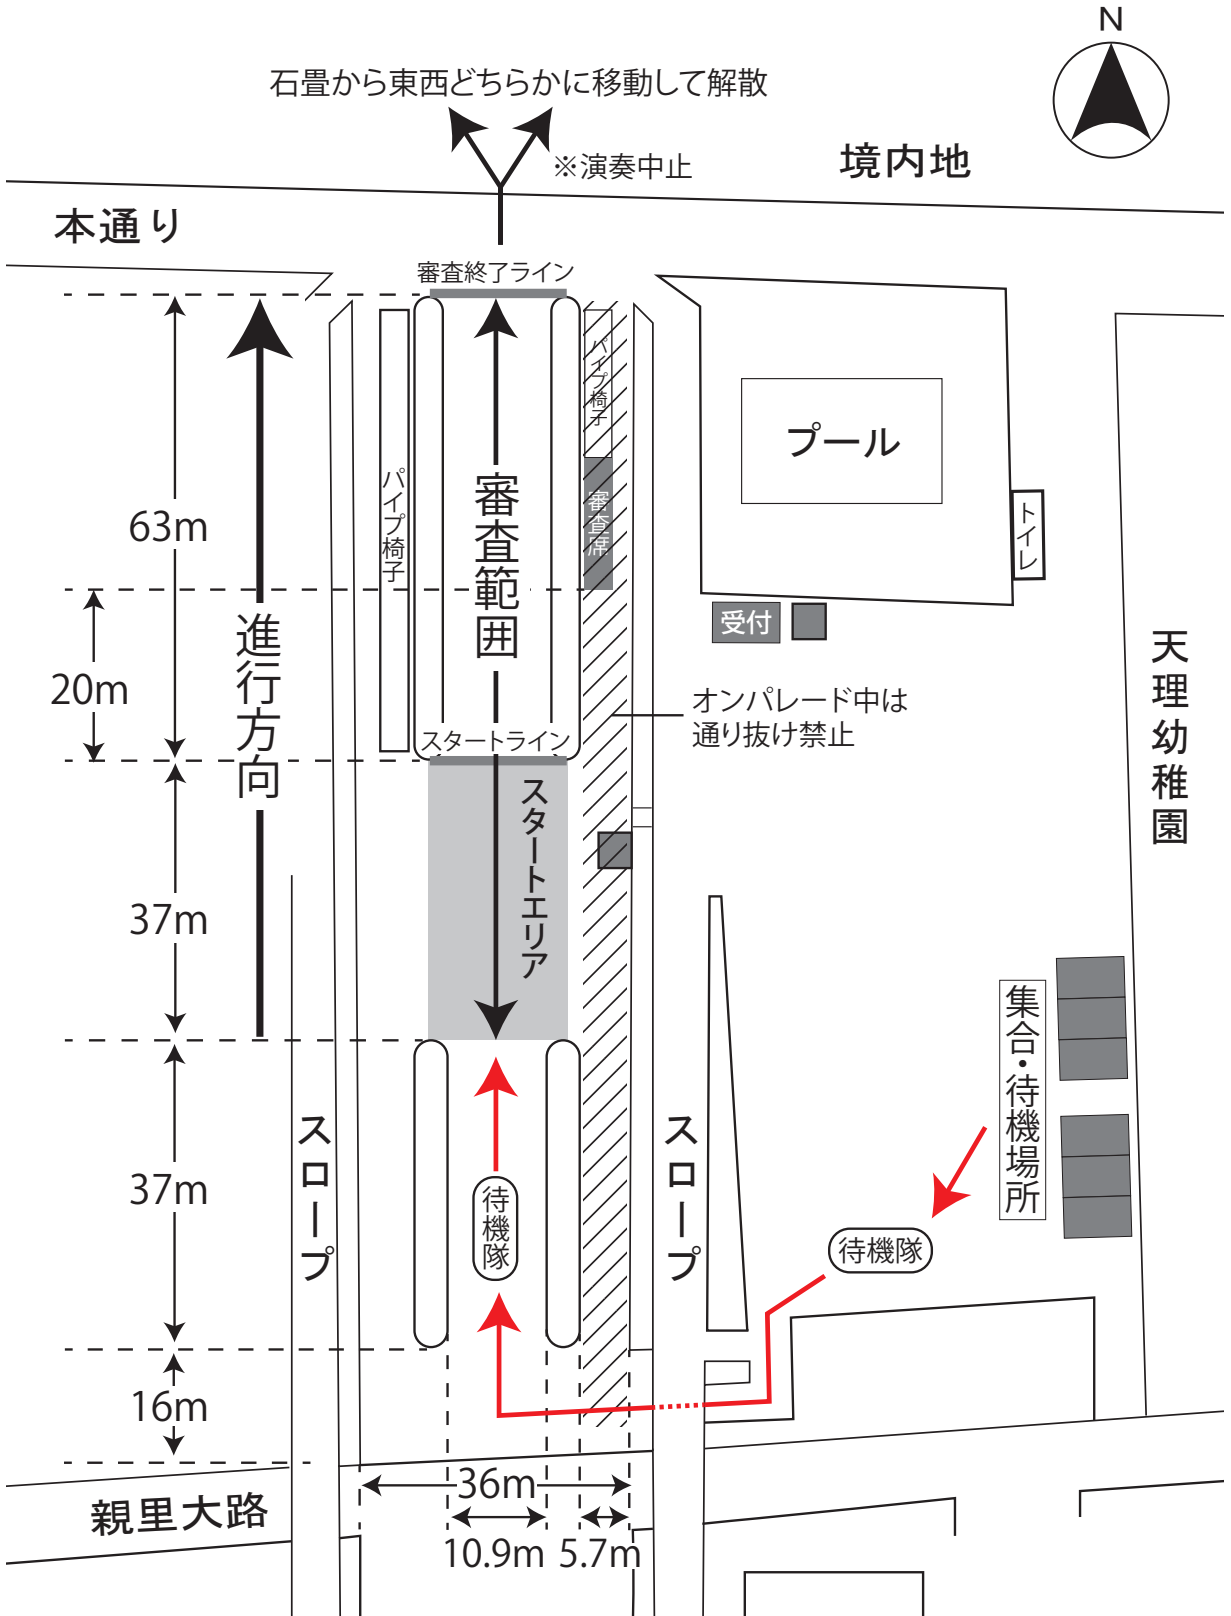 N
石畳から東西どちらかに移動して解散
※演奏中止
境内地
本通り
審査終了ライン
パイプ椅子
プール
パイプ椅子
審査範囲
審査席
トイレ
63m
進行方向
受付
天理幼稚園
20m
オンパレード中は
通り抜け禁止
スタートライン
スタートエリア
37m
集合・待機場所
スロープ
スロープ
37m
待機隊
待機隊
16m
36m
親里大路
10.9m
5.7m